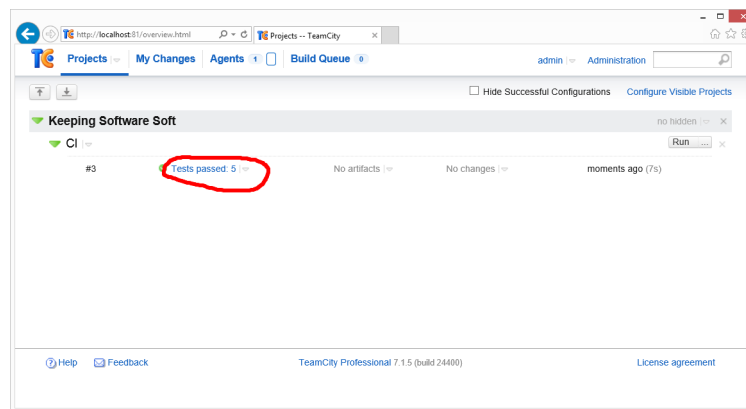 http://localhost:81/overview.html
TC Projects -- TeamCity
TC Projects My Changes Agents 1 Build Queue 0 admin Administration
Hide Successful Configurations Configure Visible Projects
Keeping Software Soft no hidden
CI Run ...
#3 Tests passed: 5 No artifacts No changes moments ago (7s)
Help Feedback TeamCity Professional 7.1.5 (build 24400) License agreement